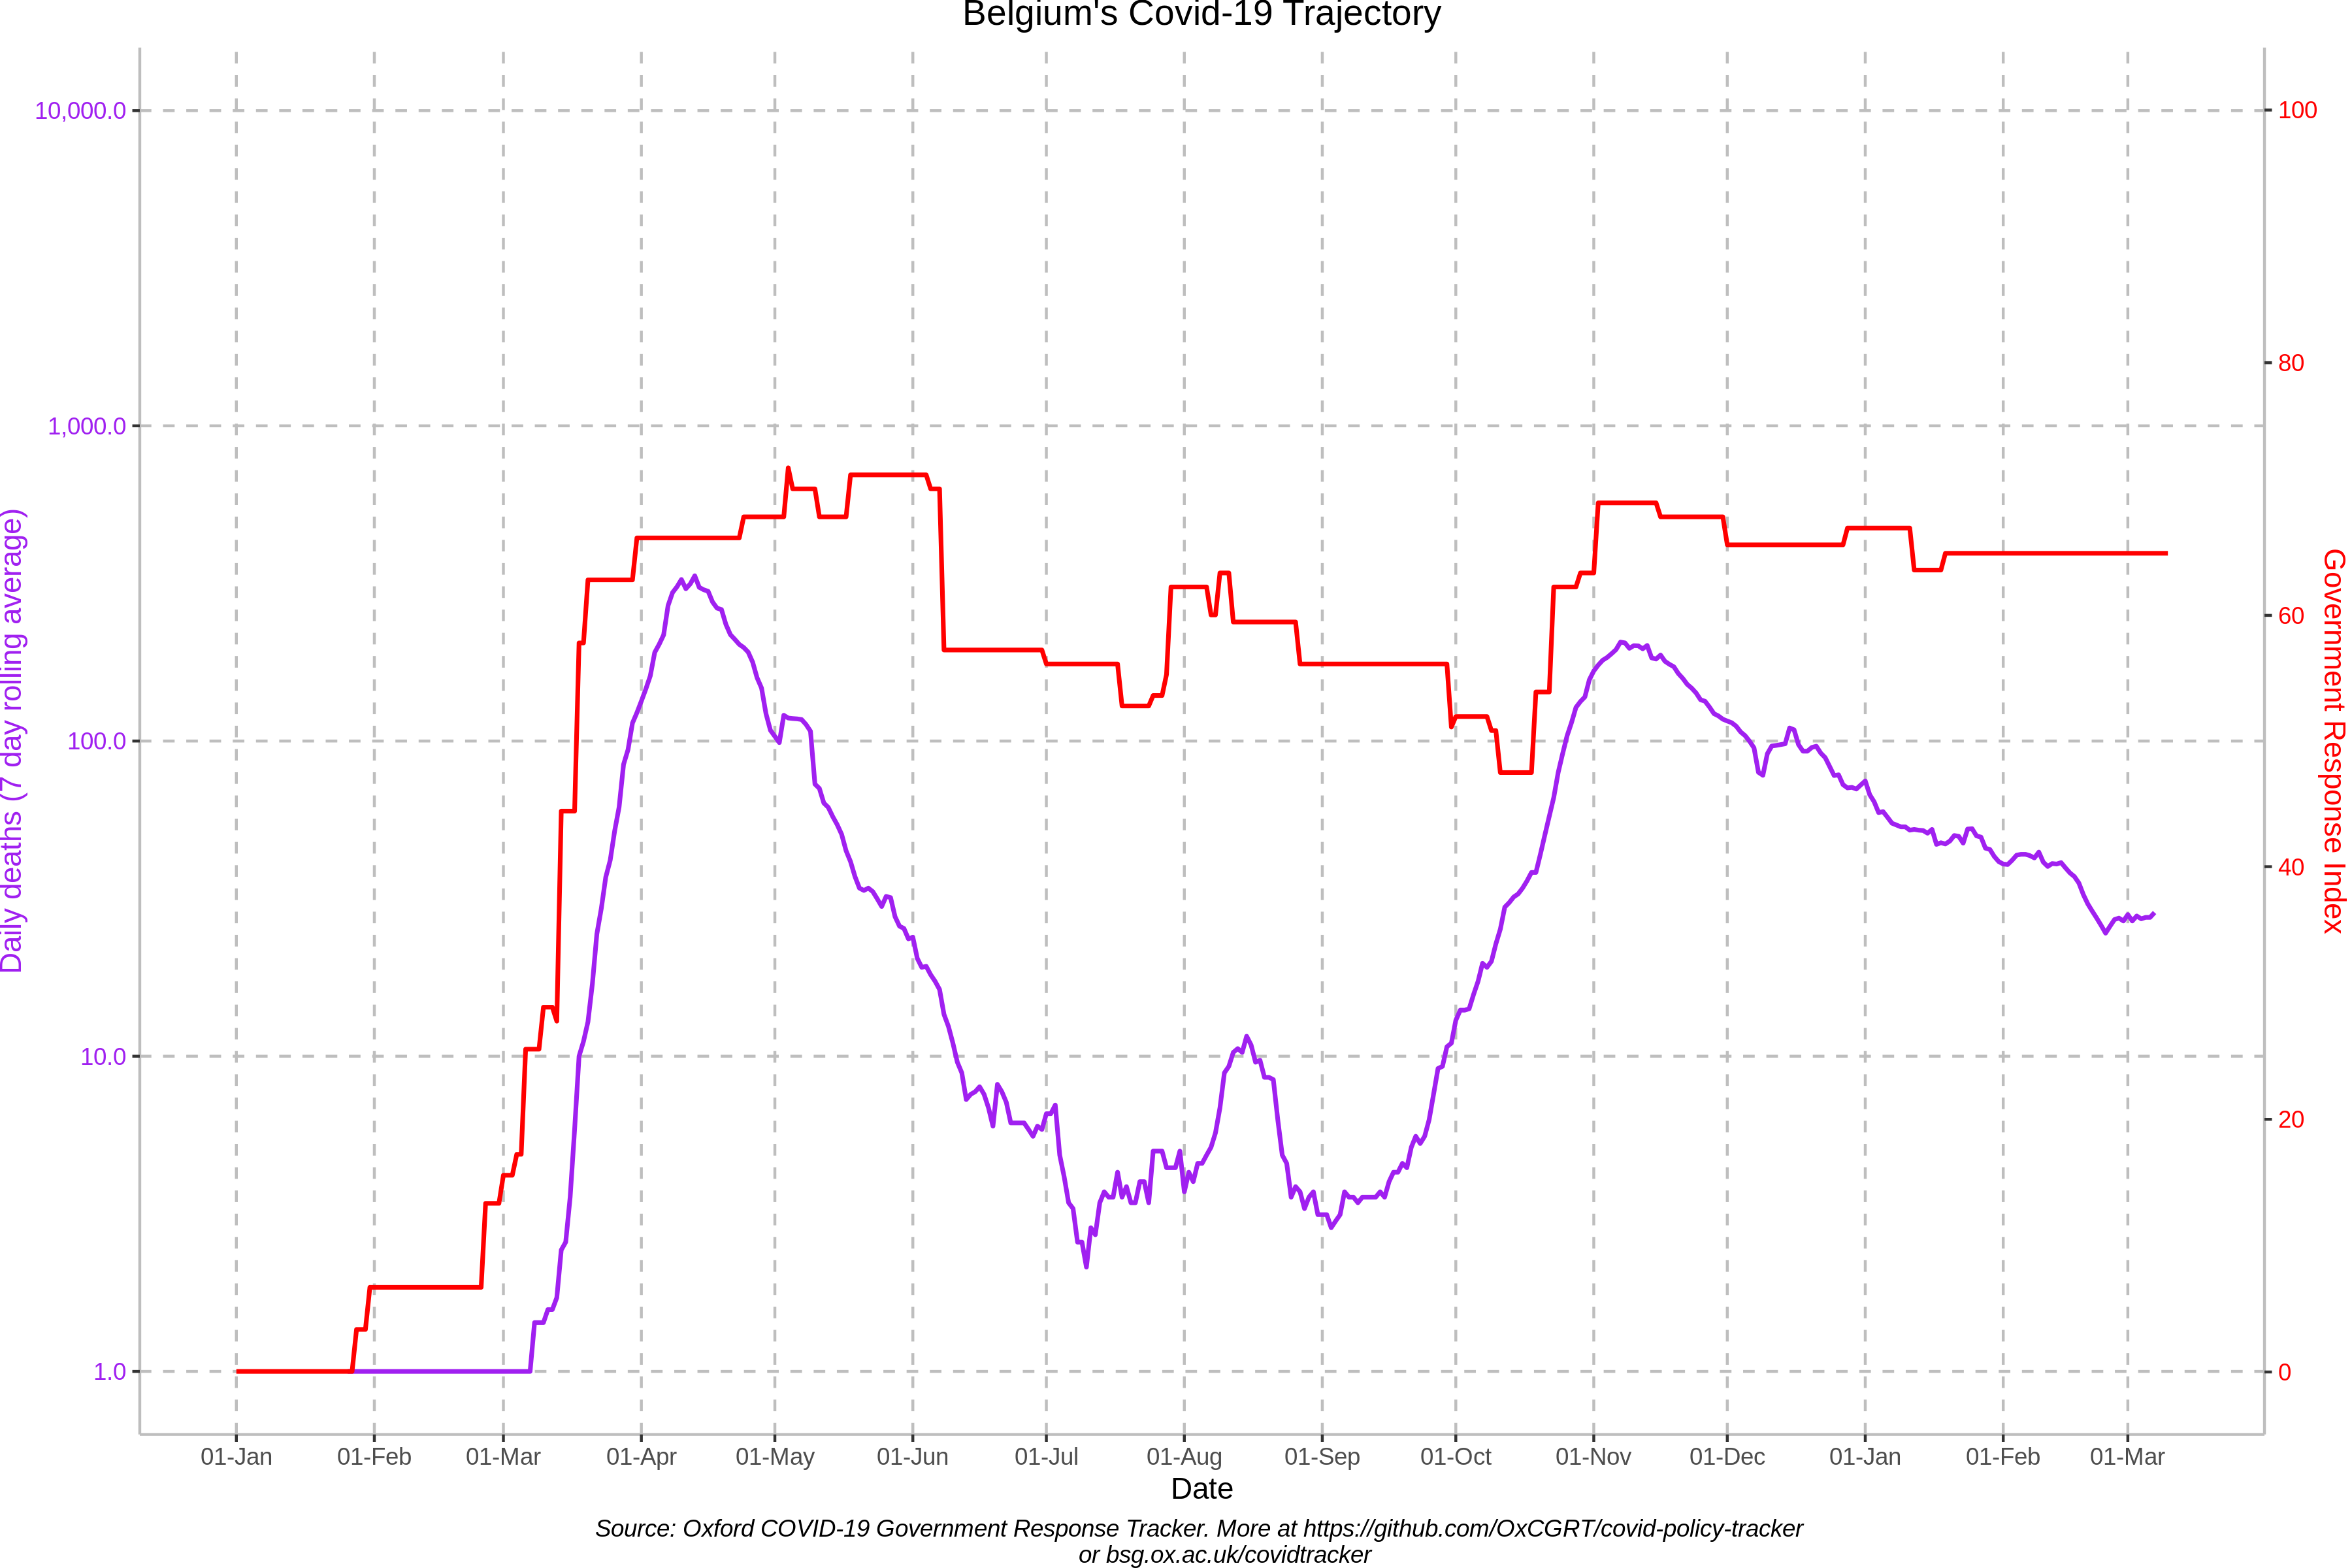 Belgium's Covid-19 Trajectory
10,000.0
1,000.0
100.0
10.0
1.0
Daily deaths (7 day rolling average)
100
80
60
40
20
0
Government Response Index
01-Jan 01-Feb 01-Mar 01-Apr 01-May 01-Jun 01-Jul 01-Aug 01-Sep 01-Oct 01-Nov 01-Dec 01-Jan 01-Feb 01-Mar
Date
Source: Oxford COVID-19 Government Response Tracker. More at https://github.com/OxCGRT/covid-policy-tracker
or bsg.ox.ac.uk/covidtracker